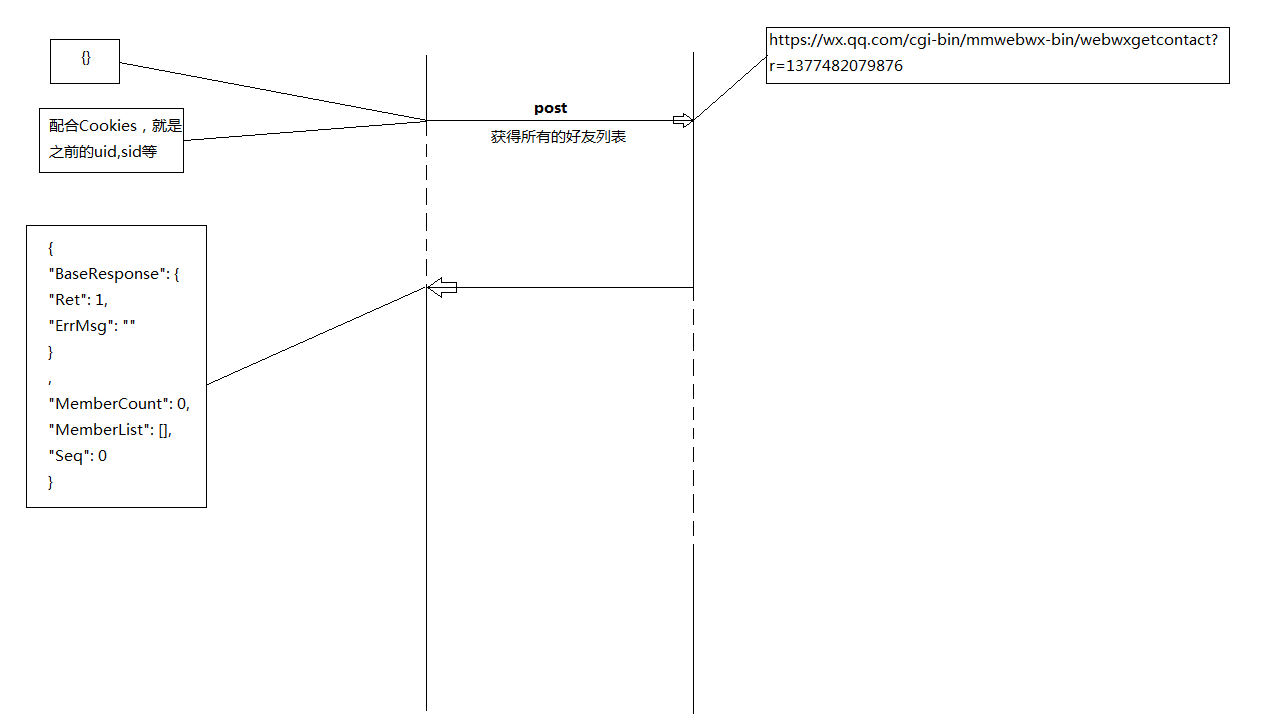 {}
https://wx.qq.com/cgi-bin/mmwebwx-bin/webwxgetcontact?
r=1377482079876
post
获得所有的好友列表
配合Cookies，就是
之前的uid,sid等
{
"BaseResponse": {
"Ret": 1,
"ErrMsg": ""
}
,
"MemberCount": 0,
"MemberList": [],
"Seq": 0
}